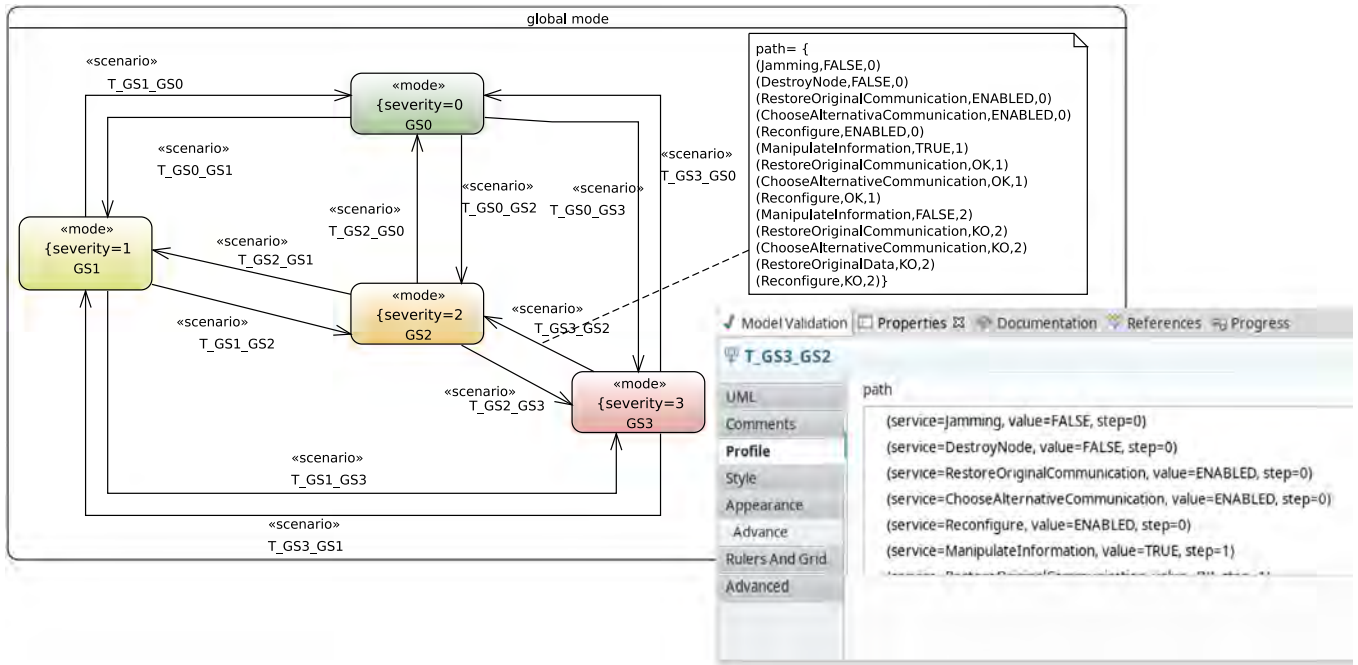 global mode
«scenario»
T_GS1_GS0
«mode»
{severity=0
GS0
path= {
(Jamming,FALSE,0)
(DestroyNode,FALSE,0)
(RestoreOriginalCommunication,ENABLED,0)
(ChooseAlternativaCommunication,ENABLED,0)
(Reconfigure,ENABLED,0)
(ManipulateInformation,TRUE,1)
(RestoreOriginalCommunication,OK,1)
(ChooseAlternativeCommunication,OK,1)
(Reconfigure,OK,1)
(ManipulateInformation,FALSE,2)
(RestoreOriginalCommunication,KO,2)
(ChooseAlternativeCommunication,KO,2)
(RestoreOriginalData,KO,2)
(Reconfigure,KO,2)}
«scenario»
T_GS0_GS1
«scenario»
T_GS2_GS0
«scenario»
T_GS0_GS2
«scenario»
T_GS0_GS3
«scenario»
T_GS3_GS0
«mode»
{severity=1
GS1
«scenario»
T_GS2_GS1
«mode»
{severity=2
GS2
«scenario»
T_GS3_GS2
«scenario»
T_GS1_GS2
«scenario»
T_GS2_GS3
«mode»
{severity=3
GS3
«scenario»
T_GS1_GS3
«scenario»
T_GS3_GS1
Model Validation
Properties
Documentation
References
Progress
T_GS3_GS2
UML
Comments
Profile
Style
Appearance
Advance
Rulers And Grid
Advanced
path
(service=Jamming, value=FALSE, step=0)
(service=DestroyNode, value=FALSE, step=0)
(service=RestoreOriginalCommunication, value=ENABLED, step=0)
(service=ChooseAlternativeCommunication, value=ENABLED, step=0)
(service=Reconfigure, value=ENABLED, step=0)
(service=ManipulateInformation, value=TRUE, step=1)